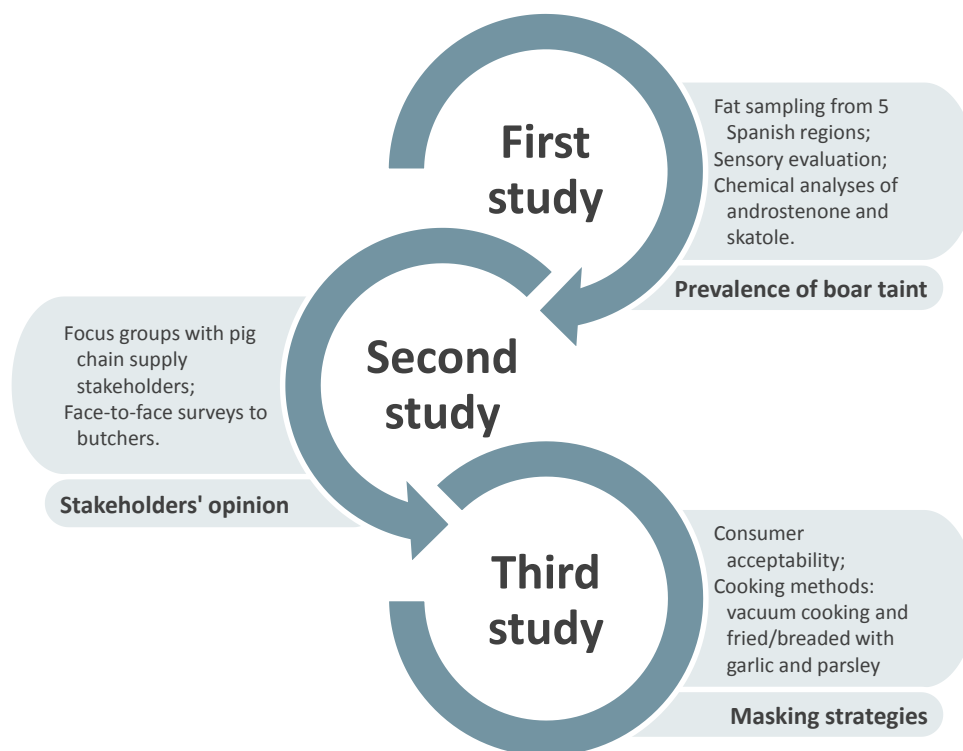 First
study
Fat sampling from 5
Spanish regions;
Sensory evaluation;
Chemical analyses of
androstenone and
skatole.
Prevalence of boar taint
Second
study
Focus groups with pig
chain supply
stakeholders;
Face-to-face surveys to
butchers.
Stakeholders' opinion
Third
study
Consumer
acceptability;
Cooking methods:
vacuum cooking and
fried/breaded with
garlic and parsley
Masking strategies